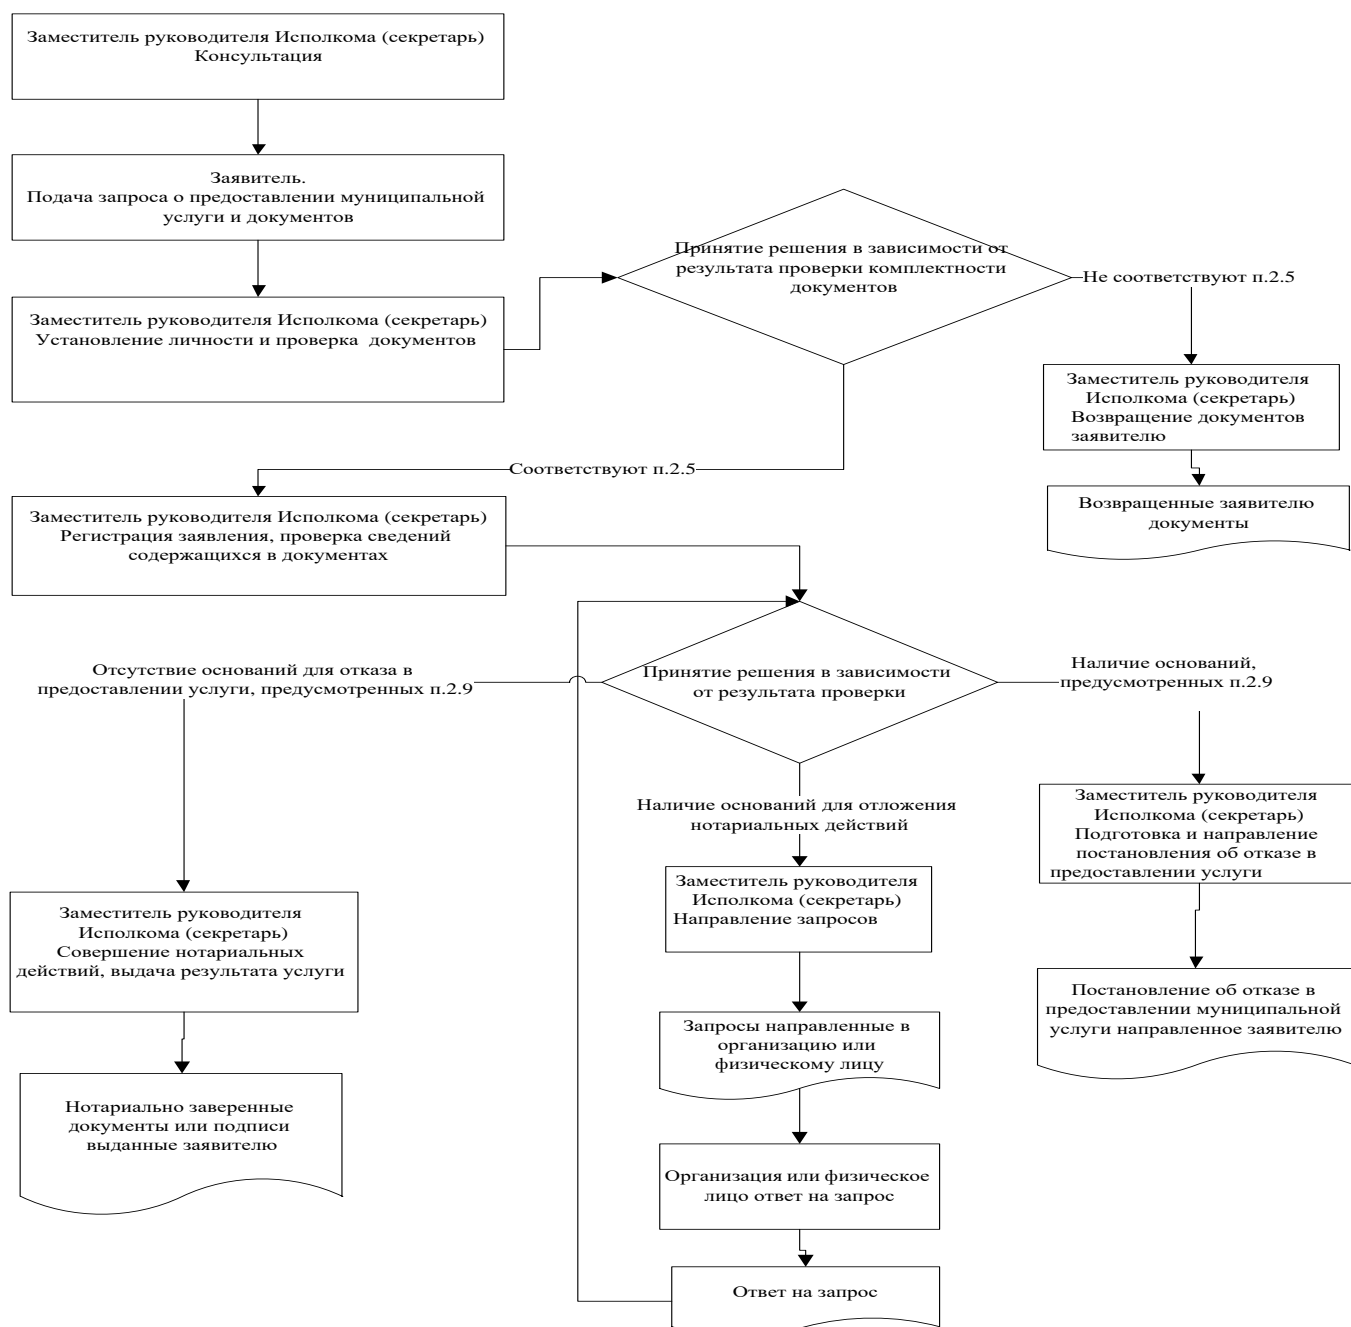 Заместитель руководителя Исполкома (секретарь)
Консультация
Заявитель.
Подача запроса о предоставлении муниципальной
услуги и документов
Заместитель руководителя Исполкома (секретарь)
Установление личности и проверка документов
Принятие решения в зависимости от
результата проверки комплектности
документов
Не соответствуют п.2.5
Заместитель руководителя
Исполкома (секретарь)
Возвращение документов
заявителю
Возвращенные заявителю
документы
Соответствуют п.2.5
Заместитель руководителя Исполкома (секретарь)
Регистрация заявления, проверка сведений
содержащихся в документах
Принятие решения в зависимости
от результата проверки
Отсутствие оснований для отказа в
предоставлении услуги, предусмотренных п.2.9
Наличие оснований,
предусмотренных п.2.9
Наличие оснований для отложения
нотариальных действий
Заместитель руководителя
Исполкома (секретарь)
Подготовка и направление
постановления об отказе в
предоставлении услуги
Заместитель руководителя
Исполкома (секретарь)
Направление запросов
Заместитель руководителя
Исполкома (секретарь)
Совершение нотариальных
действий, выдача результата услуги
Постановление об отказе в
предоставлении муниципальной
услуги направленное заявителю
Запросы направленные в
организацию или
физическому лицу
Нотариально заверенные
документы или подписи
выданные заявителю
Организация или физическое
лицо ответ на запрос
Ответ на запрос